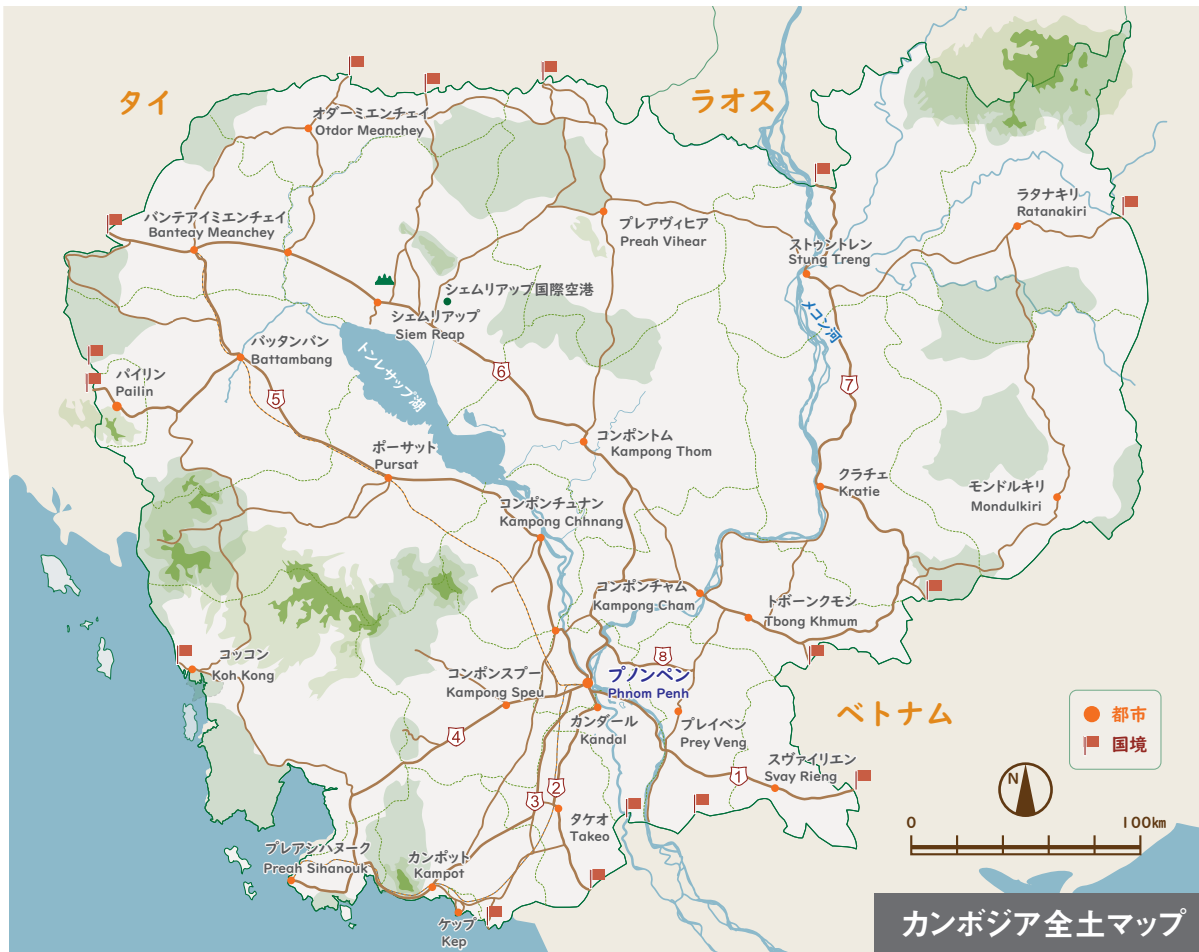 タイ
ラオス
オダーミエンチェイ
Otdor Meanchey
バンテアイミエンチェイ
Banteay Meanchey
プレアヴィヒア
Preah Vihear
ストゥントレン
Stung Treng
ラタナキリ
Ratanakiri
シェムリアップ国際空港
シェムリアップ
Siem Reap
メコン河
バッタンバン
Battambang
トンレサップ湖
パイリン
Pailin
5
6
7
ポーサット
Pursat
コンポントム
Kampong Thom
クラチェ
Kratie
モンドルキリ
Mondulkiri
コンポンチュナン
Kampong Chhnang
コンポンチャム
Kampong Cham
トボーンクモン
Tbong Khmum
コッコン
Koh Kong
コンポンスプー
Kampong Speu
8
プノンペン
Phnom Penh
カンダール
Kandal
プレイベン
Prey Veng
ベトナム
4
スヴァイリエン
Svay Rieng
1
2
3
タケオ
Takeo
プレアシハヌーク
Preah Sihanouk
カンポット
Kampot
ケップ
Kep
都市
国境
N
0 100km
カンボジア全土マップ